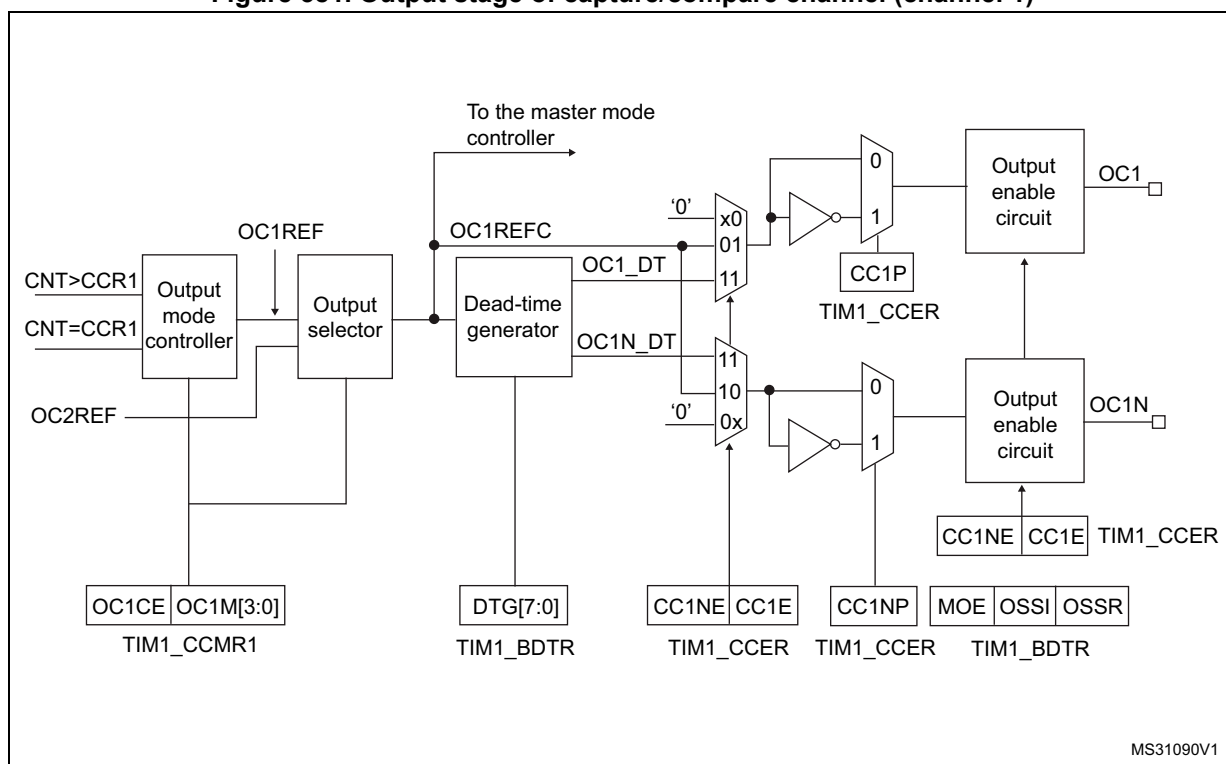 To the master mode
controller
OC1REF
OC1REFC
CNT>CCR1
CNT=CCR1
Output
mode
controller
Output
selector
OC2REF
Dead-time
generator
OC1_DT
OC1N_DT
‘0’
x0
01
11
11
10
0x
‘0’
0
1
CC1P
TIM1_CCER
0
1
Output
enable
circuit
OC1
Output
enable
circuit
OC1N
CC1NE CC1E TIM1_CCER
OC1CE OC1M[3:0]
TIM1_CCMR1
DTG[7:0]
TIM1_BDTR
CC1NE CC1E
TIM1_CCER
CC1NP
TIM1_CCER
MOE OSSI OSSR
TIM1_BDTR
MS31090V1